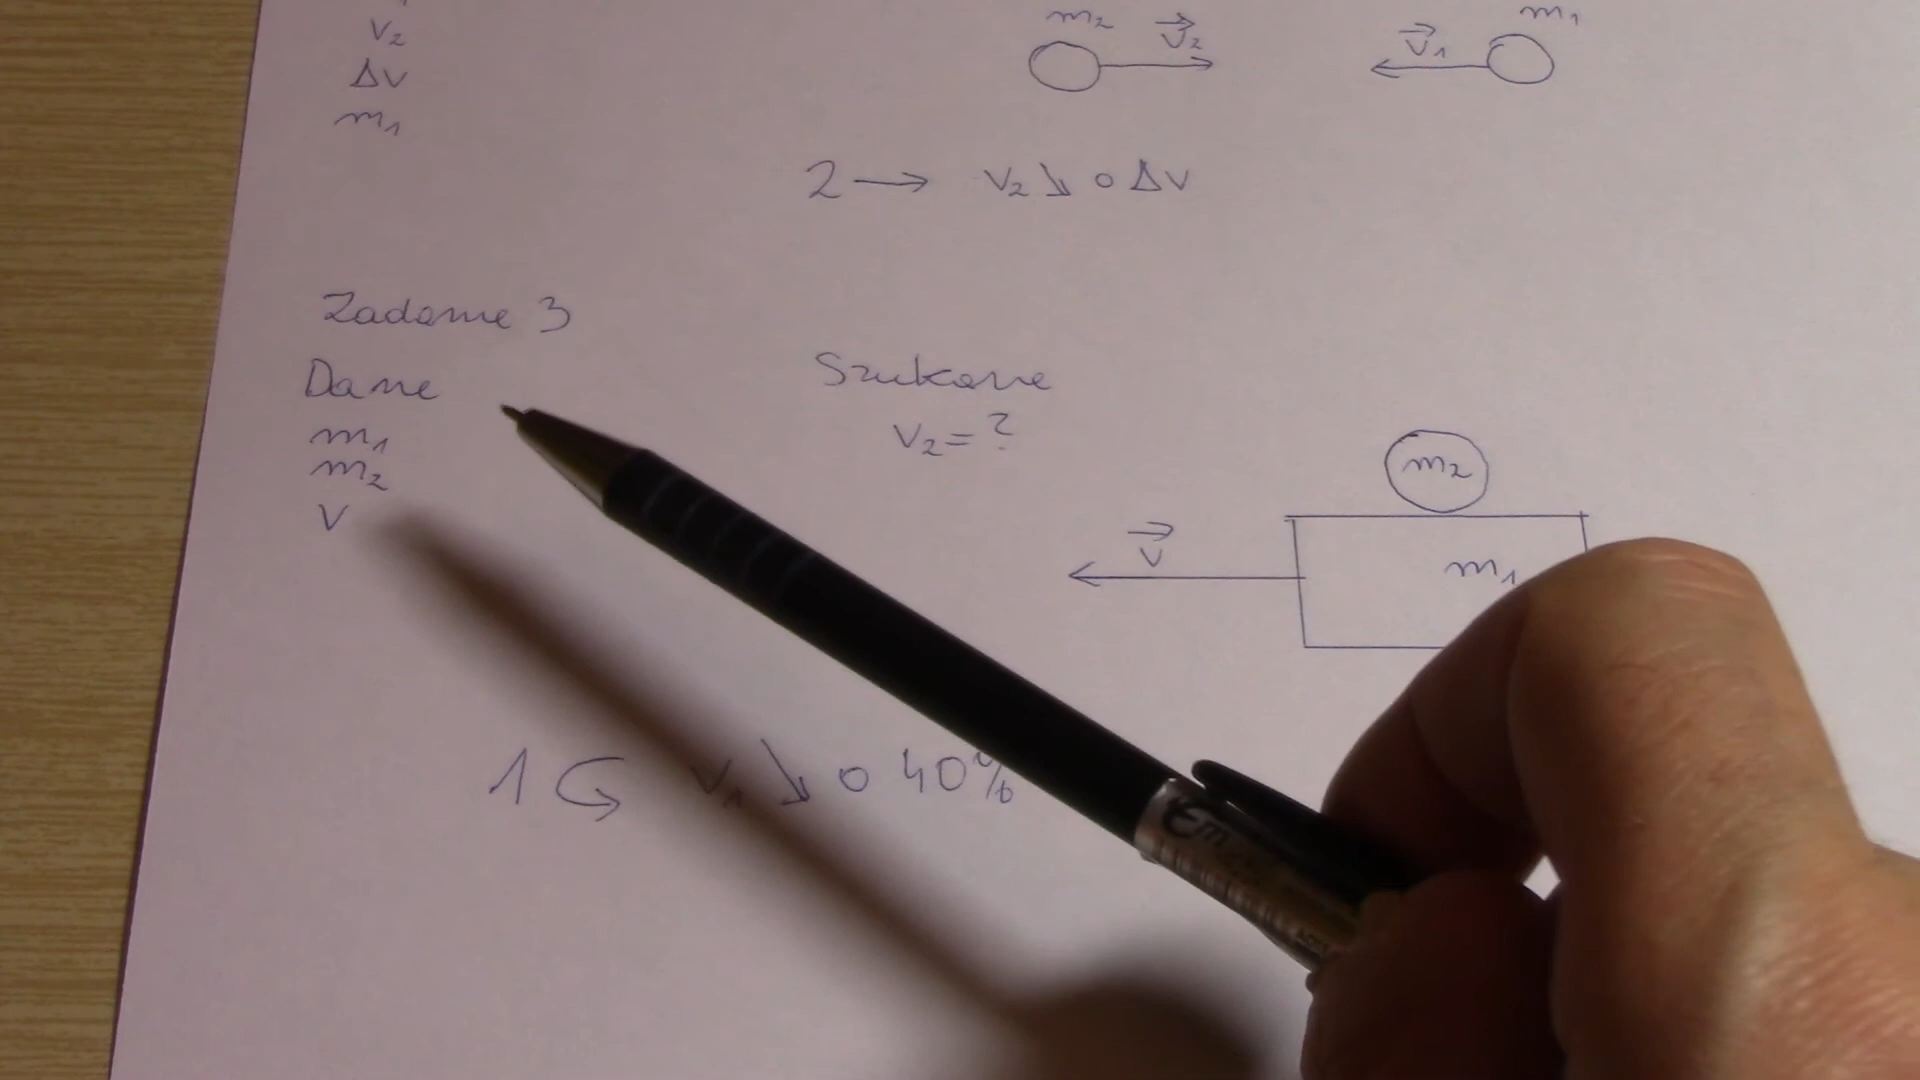 v₂
Δv
m₁
m₂ v⃗₂ v⃗₁ m₁
2 → v₂ ↘ o Δv
Zadanie 3
Dane Szukane
m₁ v₂ = ?
m₂
v
m₂
v⃗ m₁
1 v₁ ↘ o 40%